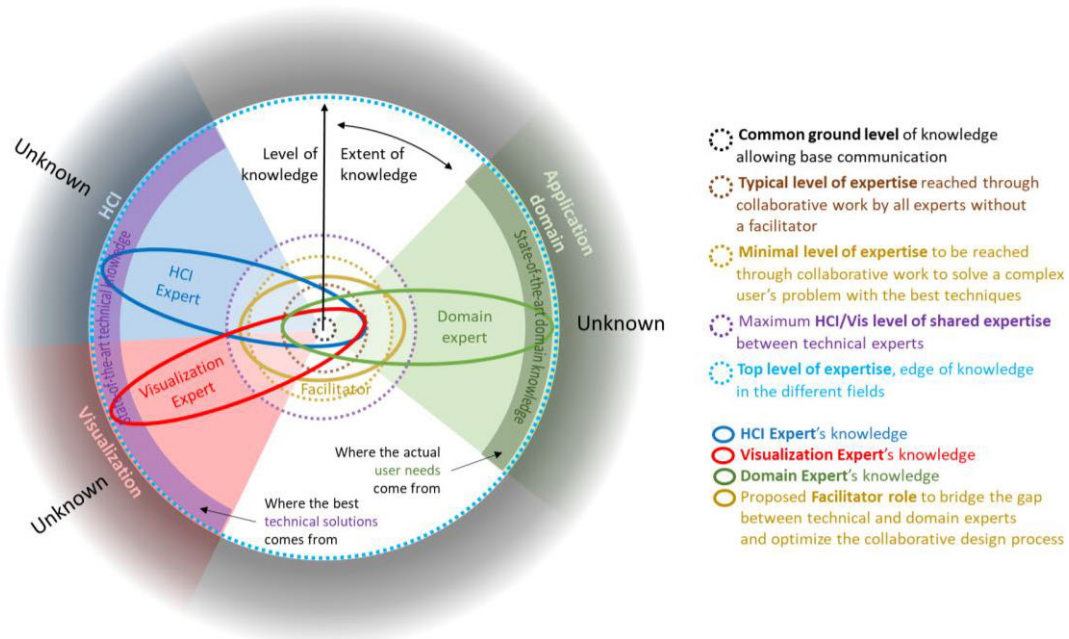 Unknown
HCI
Level of
knowledge
Extent of
knowledge
Application
domain
State-of-the-art technical knowledge
HCI
Expert
Visualization
Expert
Facilitator
Domain
expert
State-of-the-art domain knowledge
Unknown
Visualization
Unknown
Where the actual
user needs
come from
Where the best
technical solutions
comes from
Common ground level of knowledge
allowing base communication
Typical level of expertise reached through
collaborative work by all experts without
a facilitator
Minimal level of expertise to be reached
through collaborative work to solve a complex
user's problem with the best techniques
Maximum HCI/Vis level of shared expertise
between technical experts
Top level of expertise, edge of knowledge
in the different fields
HCI Expert's knowledge
Visualization Expert's knowledge
Domain Expert's knowledge
Proposed Facilitator role to bridge the gap
between technical and domain experts
and optimize the collaborative design process